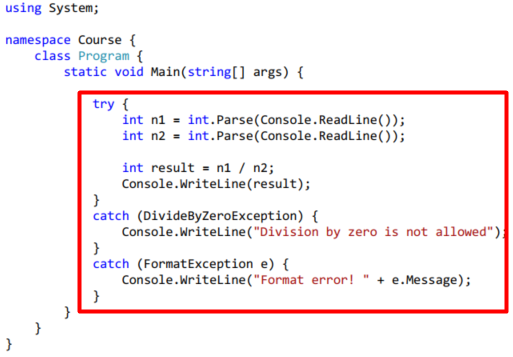 using System;
namespace Course {
class Program {
static void Main(string[] args) {
try {
int n1 = int.Parse(Console.ReadLine());
int n2 = int.Parse(Console.ReadLine());
int result = n1 / n2;
Console.WriteLine(result);
}
catch (DivideByZeroException) {
Console.WriteLine("Division by zero is not allowed");
}
catch (FormatException e) {
Console.WriteLine("Format error! " + e.Message);
}
}
}
}